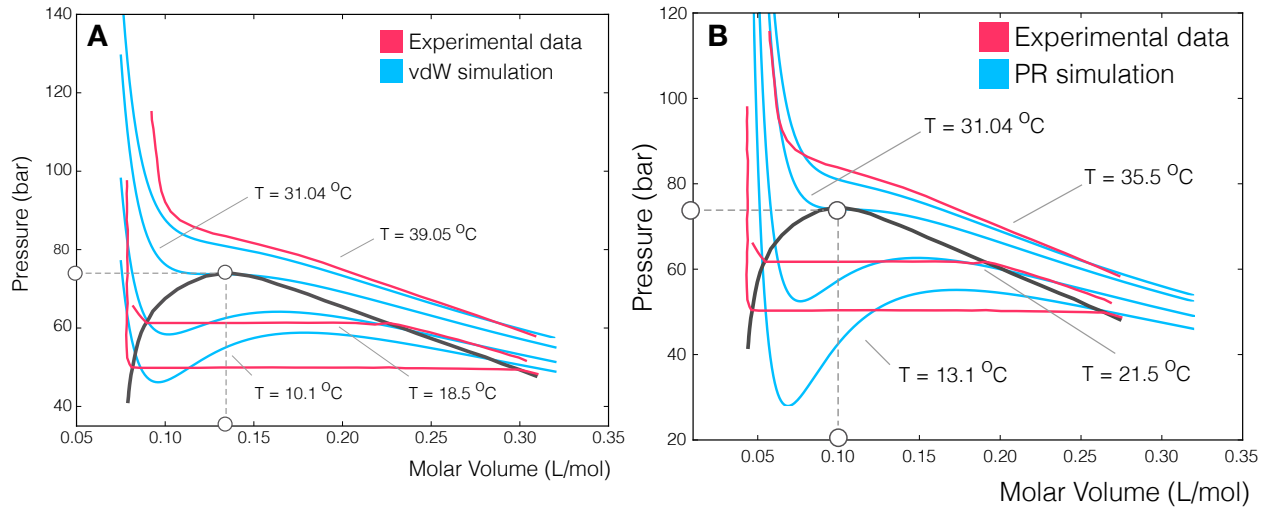 A
Experimental data
vdW simulation
140
120
100
80
60
40
Pressure (bar)
T = 31.04 °C
T = 39.05 °C
T = 10.1 °C
T = 18.5 °C
0.05
0.10
0.15
0.20
0.25
0.30
0.35
Molar Volume (L/mol)
B
Experimental data
PR simulation
120
100
80
60
40
20
Pressure (bar)
T = 31.04 °C
T = 35.5 °C
T = 13.1 °C
T = 21.5 °C
0.05
0.10
0.15
0.20
0.25
0.30
0.35
Molar Volume (L/mol)